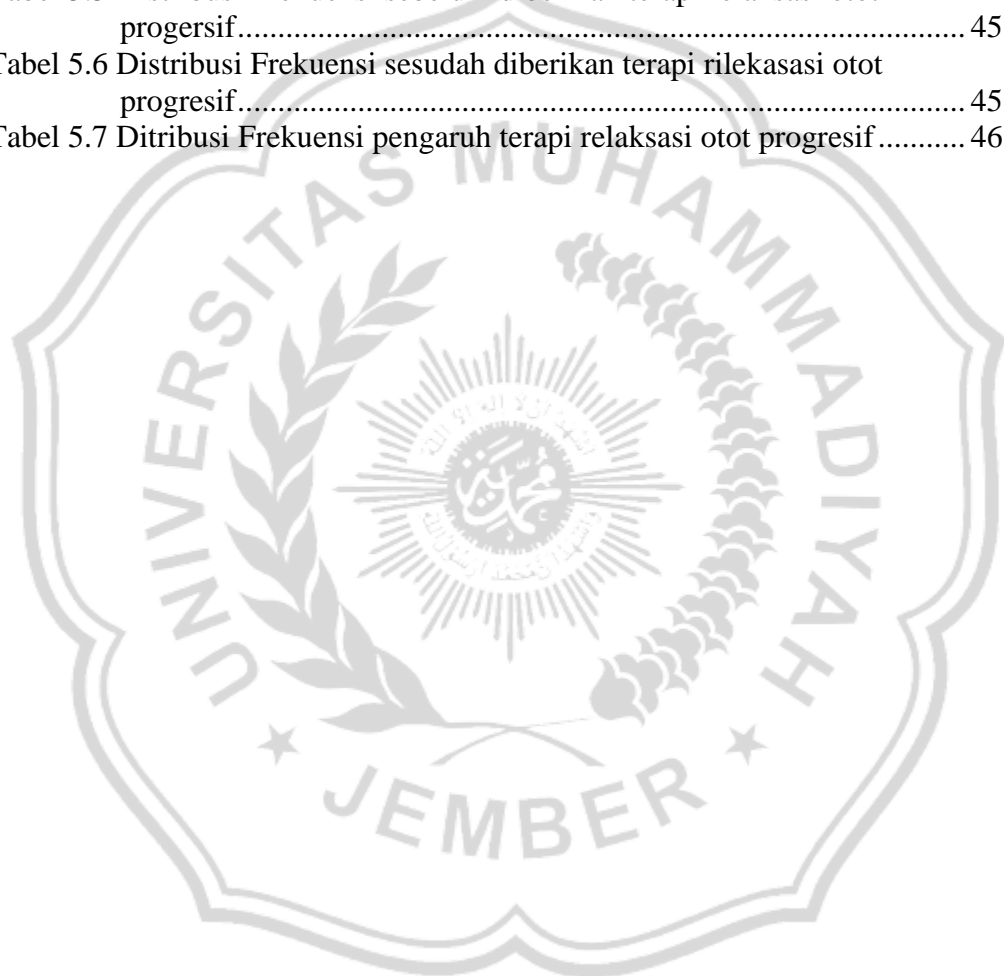 progersif 45
Tabel 5.6 Distribusi Frekuensi sesudah diberikan terapi rilekasasi otot
progresif 45
Tabel 5.7 Ditribusi Frekuensi pengaruh terapi relaksasi otot progresif 46
UNIVERSITAS MUHAMMADIYAH
JEMBER